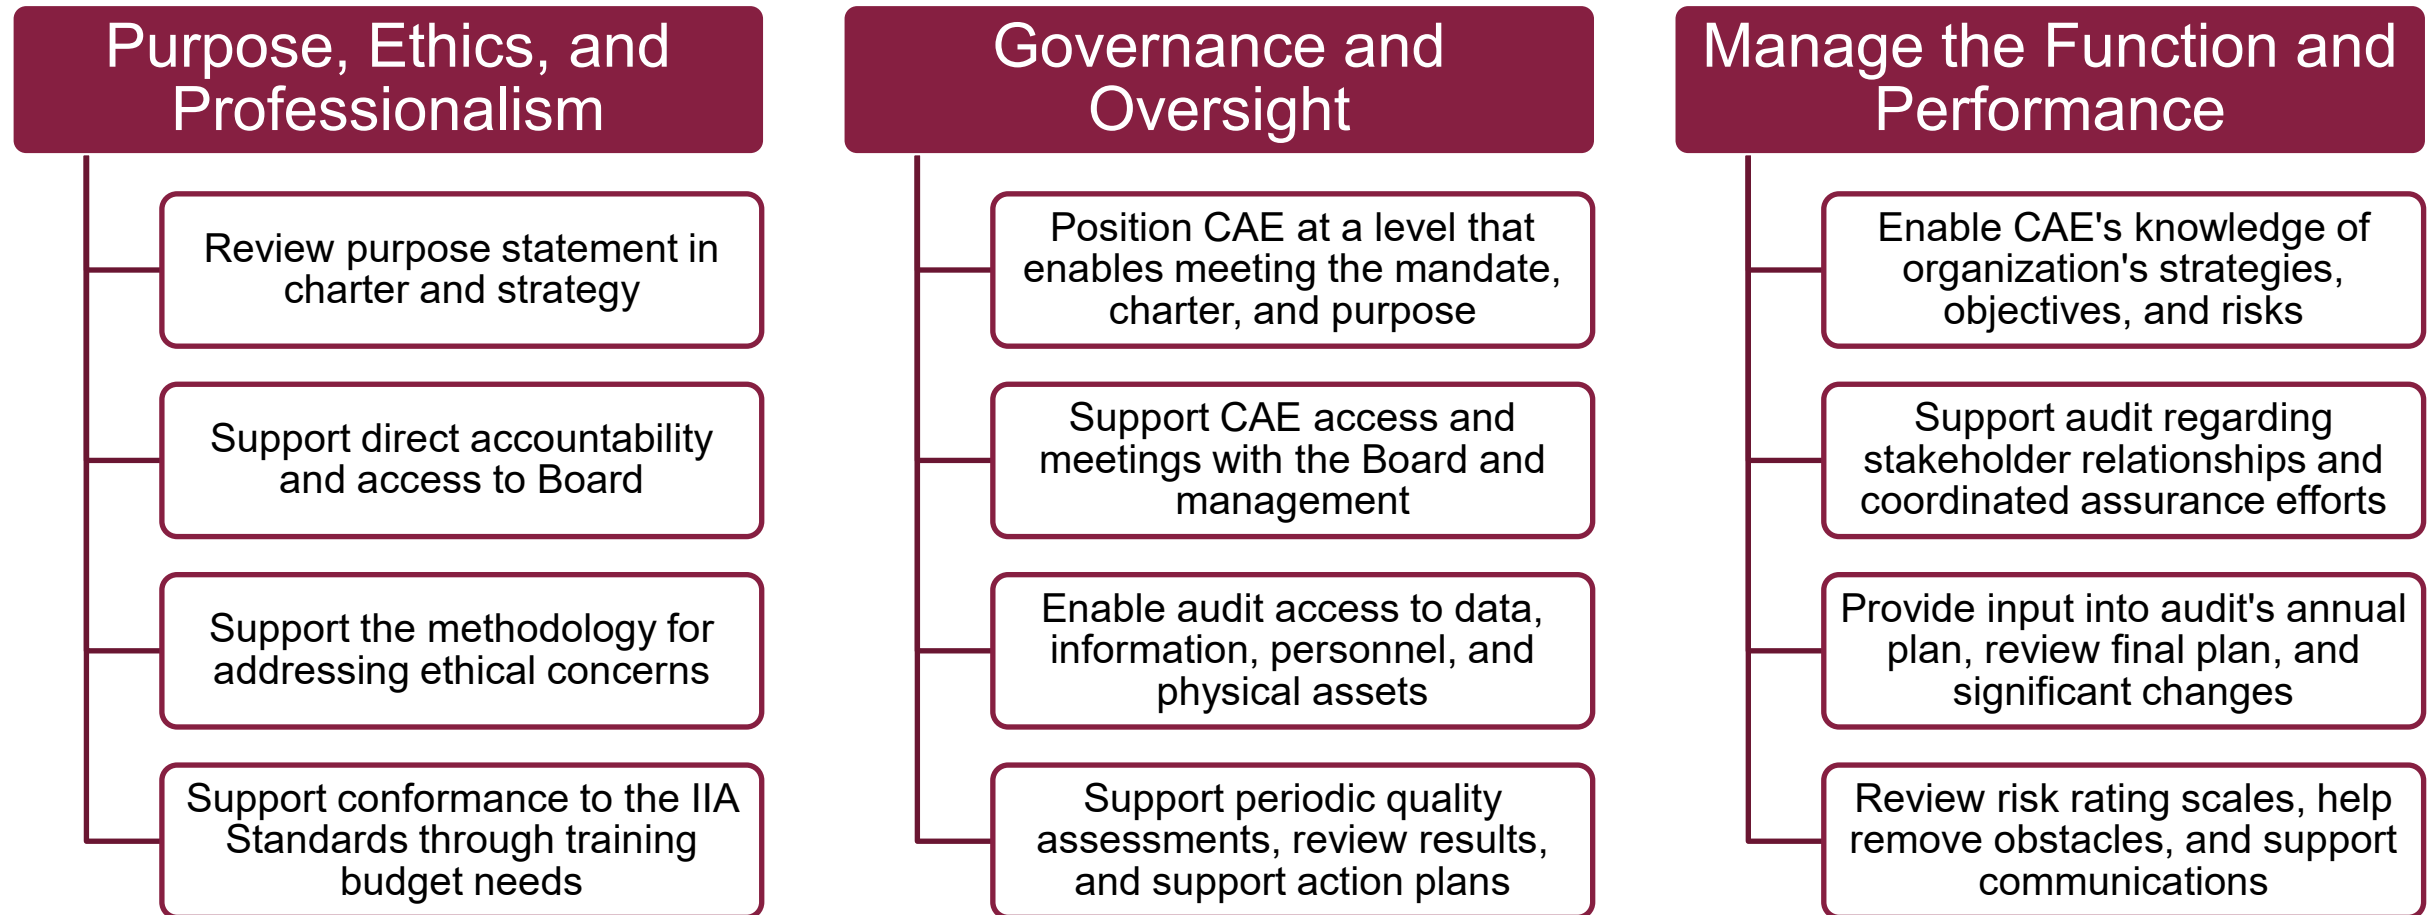 Purpose, Ethics, and
Professionalism
Review purpose statement in
charter and strategy
Support direct accountability
and access to Board
Support the methodology for
addressing ethical concerns
Support conformance to the IIA
Standards through training
budget needs
Governance and
Oversight
Position CAE at a level that
enables meeting the mandate,
charter, and purpose
Support CAE access and
meetings with the Board and
management
Enable audit access to data,
information, personnel, and
physical assets
Support periodic quality
assessments, review results,
and support action plans
Manage the Function and
Performance
Enable CAE's knowledge of
organization's strategies,
objectives, and risks
Support audit regarding
stakeholder relationships and
coordinated assurance efforts
Provide input into audit's annual
plan, review final plan, and
significant changes
Review risk rating scales, help
remove obstacles, and support
communications